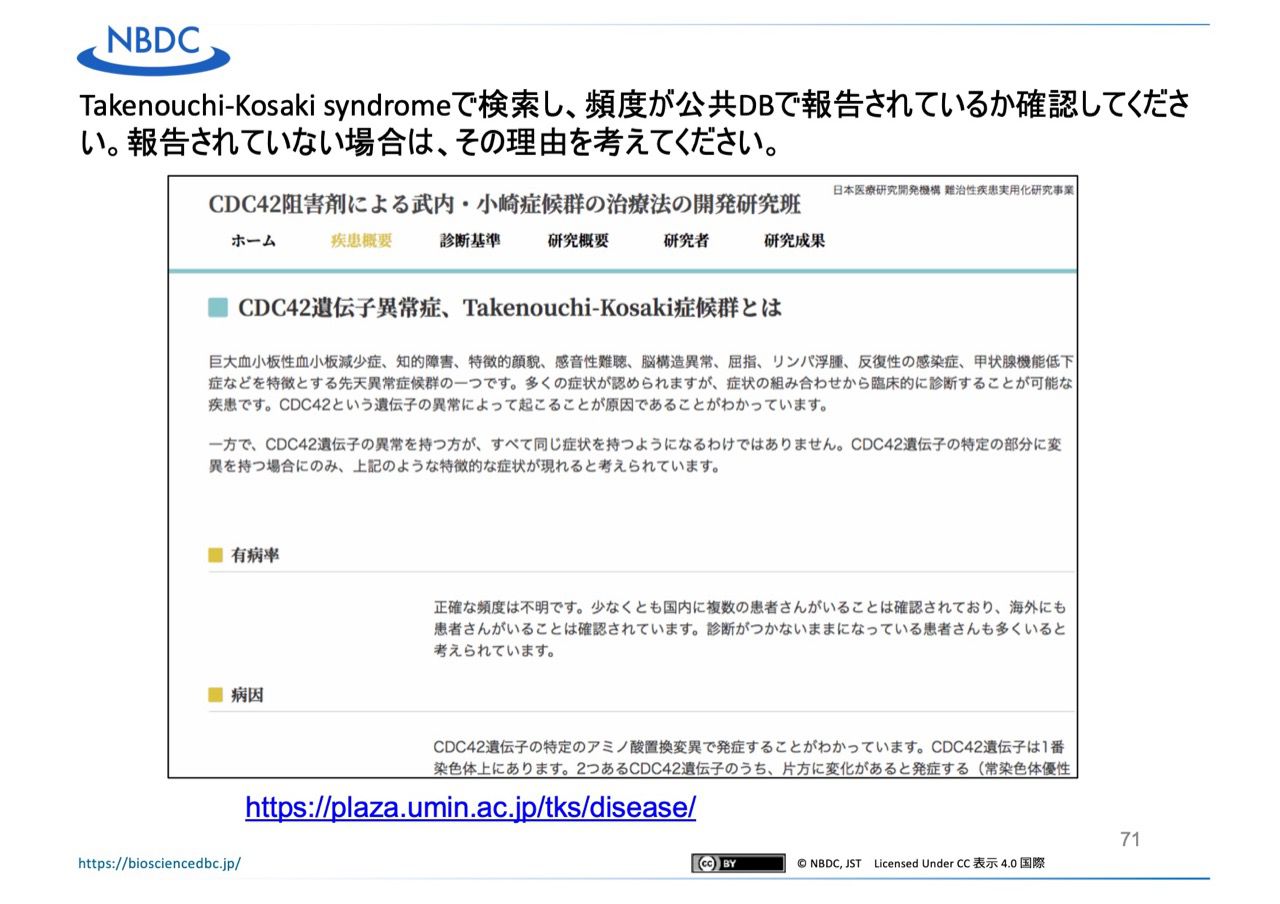 NBDC
Takenouchi-Kosaki syndromeで検索し、頻度が公共DBで報告されているか確認してくださ
い。報告されていない場合は、その理由を考えてください。
日本医療研究開発機構 難治性疾患実用化研究事業
CDC42阻害剤による武内・小崎症候群の治療法の開発研究班
ホーム 疾患概要 診断基準 研究概要 研究者 研究成果
CDC42遺伝子異常症、Takenouchi-Kosaki症候群とは
巨大血小板性血小板減少症、知的障害、特徴的顔貌、感音性難聴、脳構造異常、屈指、リンパ浮腫、反復性の感染症、甲状腺機能低下
症などを特徴とする先天異常症候群の一つです。多くの症状が認められますが、症状の組み合わせから臨床的に診断することが可能な
疾患です。CDC42という遺伝子の異常によって起こることが原因であることがわかっています。
一方で、CDC42遺伝子の異常を持つ方が、すべて同じ症状を持つようになるわけではありません。CDC42遺伝子の特定の部分に変
異を持つ場合にのみ、上記のような特徴的な症状が現れると考えられています。
有病率
正確な頻度は不明です。少なくとも国内に複数の患者さんがいることは確認されており、海外にも
患者さんがいることは確認されています。診断がつかないままになっている患者さんも多くいると
考えられています。
病因
CDC42遺伝子の特定のアミノ酸置換変異で発症することがわかっています。CDC42遺伝子は1番
染色体上にあります。2つあるCDC42遺伝子のうち、片方に変化があると発症する（常染色体優性
https://plaza.umin.ac.jp/tks/disease/
71
https://biosciencedbc.jp/
cc BY
© NBDC, JST Licensed Under CC 表示 4.0 国際